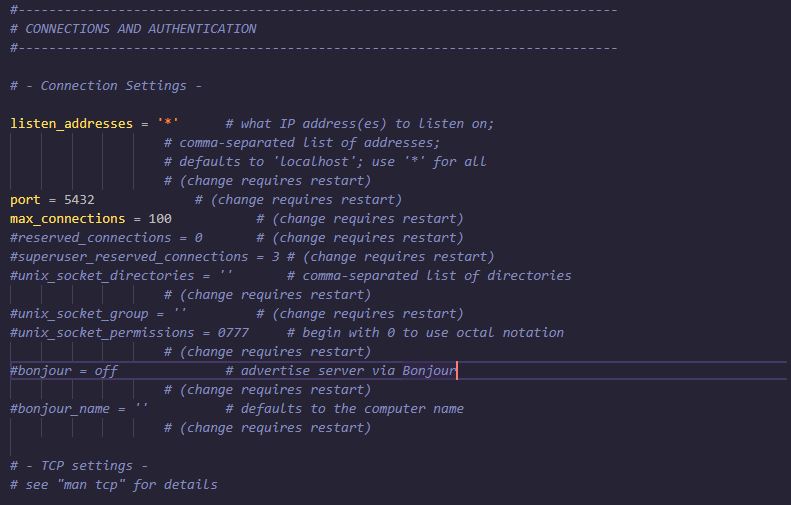 #------------------------------------------------------------------------------
# CONNECTIONS AND AUTHENTICATION
#------------------------------------------------------------------------------
# - Connection Settings -
listen_addresses = '*' # what IP address(es) to listen on;
# comma-separated list of addresses;
# defaults to 'localhost'; use '*' for all
# (change requires restart)
port = 5432 # (change requires restart)
max_connections = 100 # (change requires restart)
#reserved_connections = 0 # (change requires restart)
#superuser_reserved_connections = 3 # (change requires restart)
#unix_socket_directories = '' # comma-separated list of directories
# (change requires restart)
#unix_socket_group = '' # (change requires restart)
#unix_socket_permissions = 0777 # begin with 0 to use octal notation
# (change requires restart)
#bonjour = off # advertise server via Bonjour
# (change requires restart)
#bonjour_name = '' # defaults to the computer name
# (change requires restart)
# - TCP settings -
# see "man tcp" for details